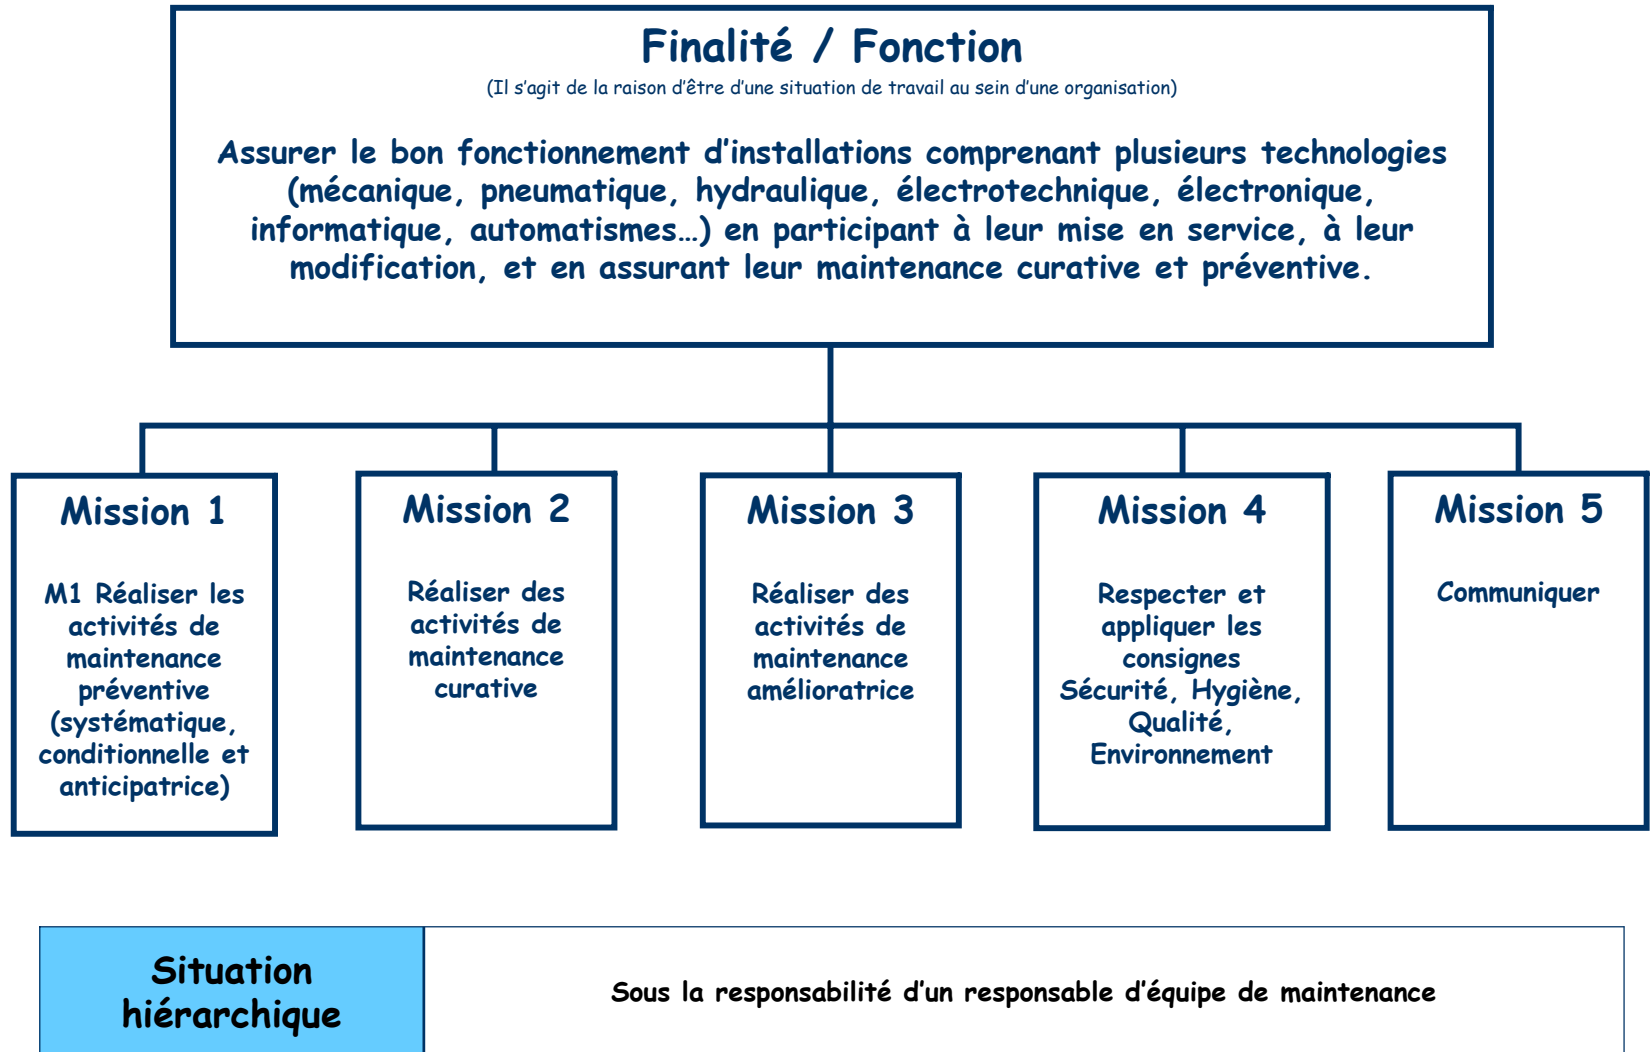 Finalité / Fonction
(Il s’agit de la raison d’être d’une situation de travail au sein d’une organisation)
Assurer le bon fonctionnement d’installations comprenant plusieurs technologies
(mécanique, pneumatique, hydraulique, électrotechnique, électronique,
informatique, automatismes…) en participant à leur mise en service, à leur
modification, et en assurant leur maintenance curative et préventive.
Mission 1
M1 Réaliser les
activités de
maintenance
préventive
(systématique,
conditionnelle et
anticipatrice)
Mission 2
Réaliser des
activités de
maintenance
curative
Mission 3
Réaliser des
activités de
maintenance
amélioratrice
Mission 4
Respecter et
appliquer les
consignes
Sécurité, Hygiène,
Qualité,
Environnement
Mission 5
Communiquer
Situation
hiérarchique
Sous la responsabilité d’un responsable d’équipe de maintenance